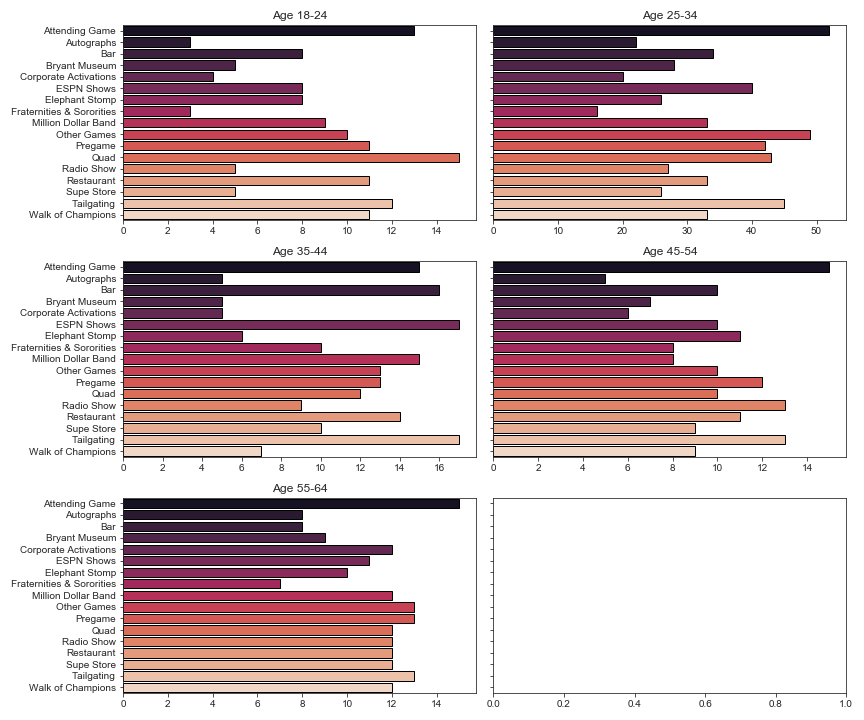 Age 18-24
Attending Game
Autographs
Bar
Bryant Museum
Corporate Activations
ESPN Shows
Elephant Stomp
Fraternities & Sororities
Million Dollar Band
Other Games
Pregame
Quad
Radio Show
Restaurant
Supe Store
Tailgating
Walk of Champions
0 2 4 6 8 10 12 14
Age 25-34
0 10 20 30 40 50
Age 35-44
Attending Game
Autographs
Bar
Bryant Museum
Corporate Activations
ESPN Shows
Elephant Stomp
Fraternities & Sororities
Million Dollar Band
Other Games
Pregame
Quad
Radio Show
Restaurant
Supe Store
Tailgating
Walk of Champions
0 2 4 6 8 10 12 14 16
Age 45-54
0 2 4 6 8 10 12 14
Age 55-64
Attending Game
Autographs
Bar
Bryant Museum
Corporate Activations
ESPN Shows
Elephant Stomp
Fraternities & Sororities
Million Dollar Band
Other Games
Pregame
Quad
Radio Show
Restaurant
Supe Store
Tailgating
Walk of Champions
0 2 4 6 8 10 12 14
0.0 0.2 0.4 0.6 0.8 1.0